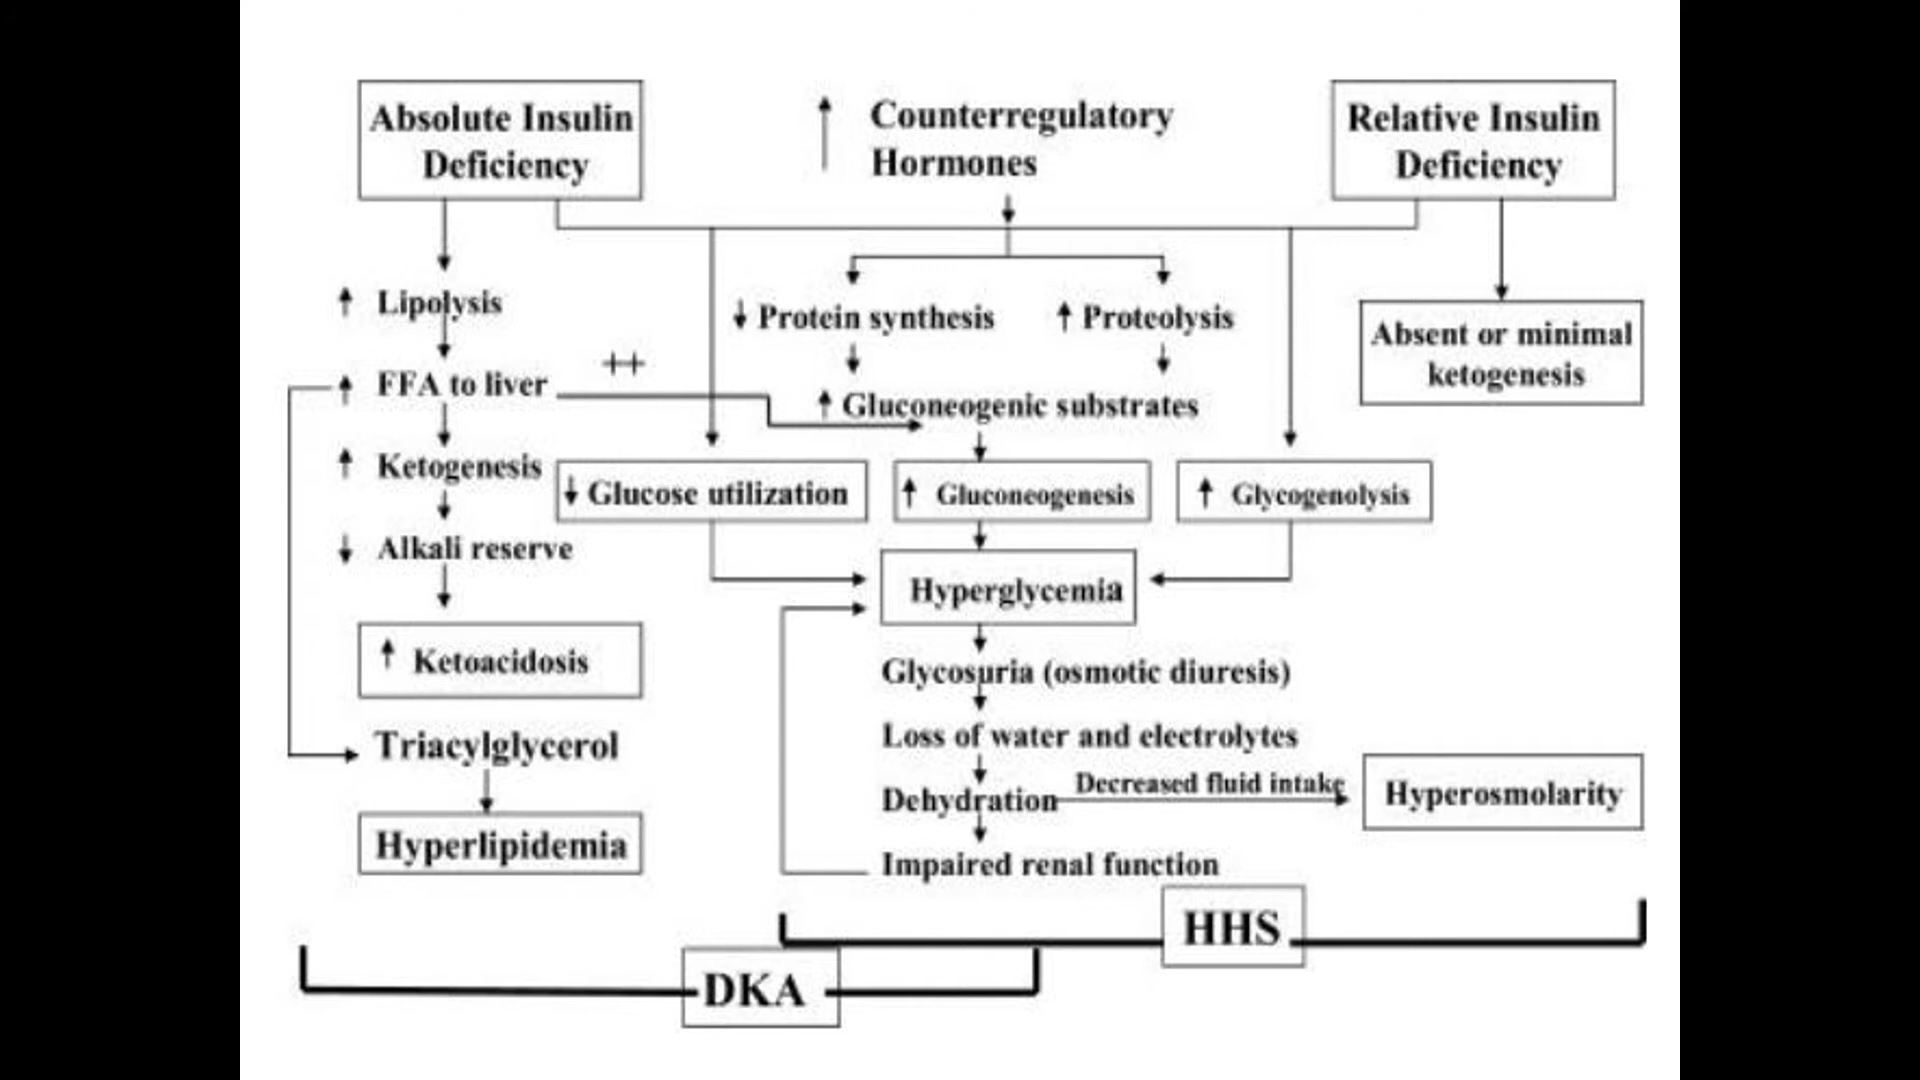 Absolute Insulin
Deficiency
↑ Counterregulatory
Hormones
Relative Insulin
Deficiency
↑ Lipolysis
↑ FFA to liver
++
↑ Ketogenesis
↓ Alkali reserve
↑ Ketoacidosis
Triacylglycerol
Hyperlipidemia
↓ Protein synthesis
↑ Proteolysis
↑ Gluconeogenic substrates
↓ Glucose utilization
↑ Gluconeogenesis
↑ Glycogenolysis
Hyperglycemia
Glycosuria (osmotic diuresis)
Loss of water and electrolytes
Dehydration
Decreased fluid intake
Hyperosmolarity
Impaired renal function
Absent or minimal
ketogenesis
HHS
DKA